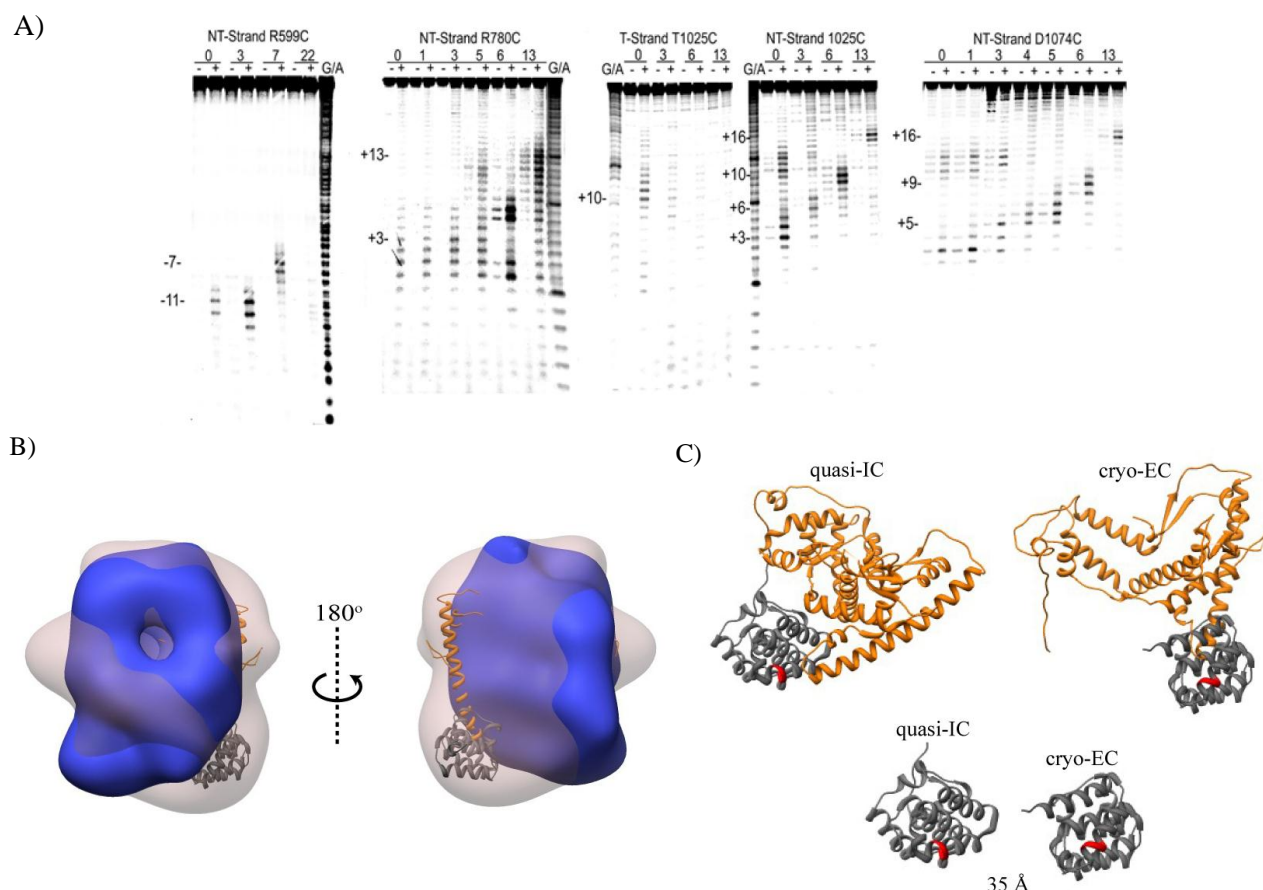 A)
NT-Strand R599C
0 3 7 22
- + - + - + - + G/A
-7-
-11-
NT-Strand R780C
0 1 3 5 6 13
- + - + - + - + - + - + G/A
+13-
+3-
T-Strand T1025C
0 3 6 13
G/A - + - + - + - +
+10-
NT-Strand 1025C
0 3 6 13
G/A - + - + - + - +
+16-
+10-
+6-
+3-
NT-Strand D1074C
0 1 3 4 5 6 13
- + - + - + - + - + - + - +
+16-
+9-
+5-
B)
180°
C)
quasi-IC
cryo-EC
quasi-IC
cryo-EC
35 Å